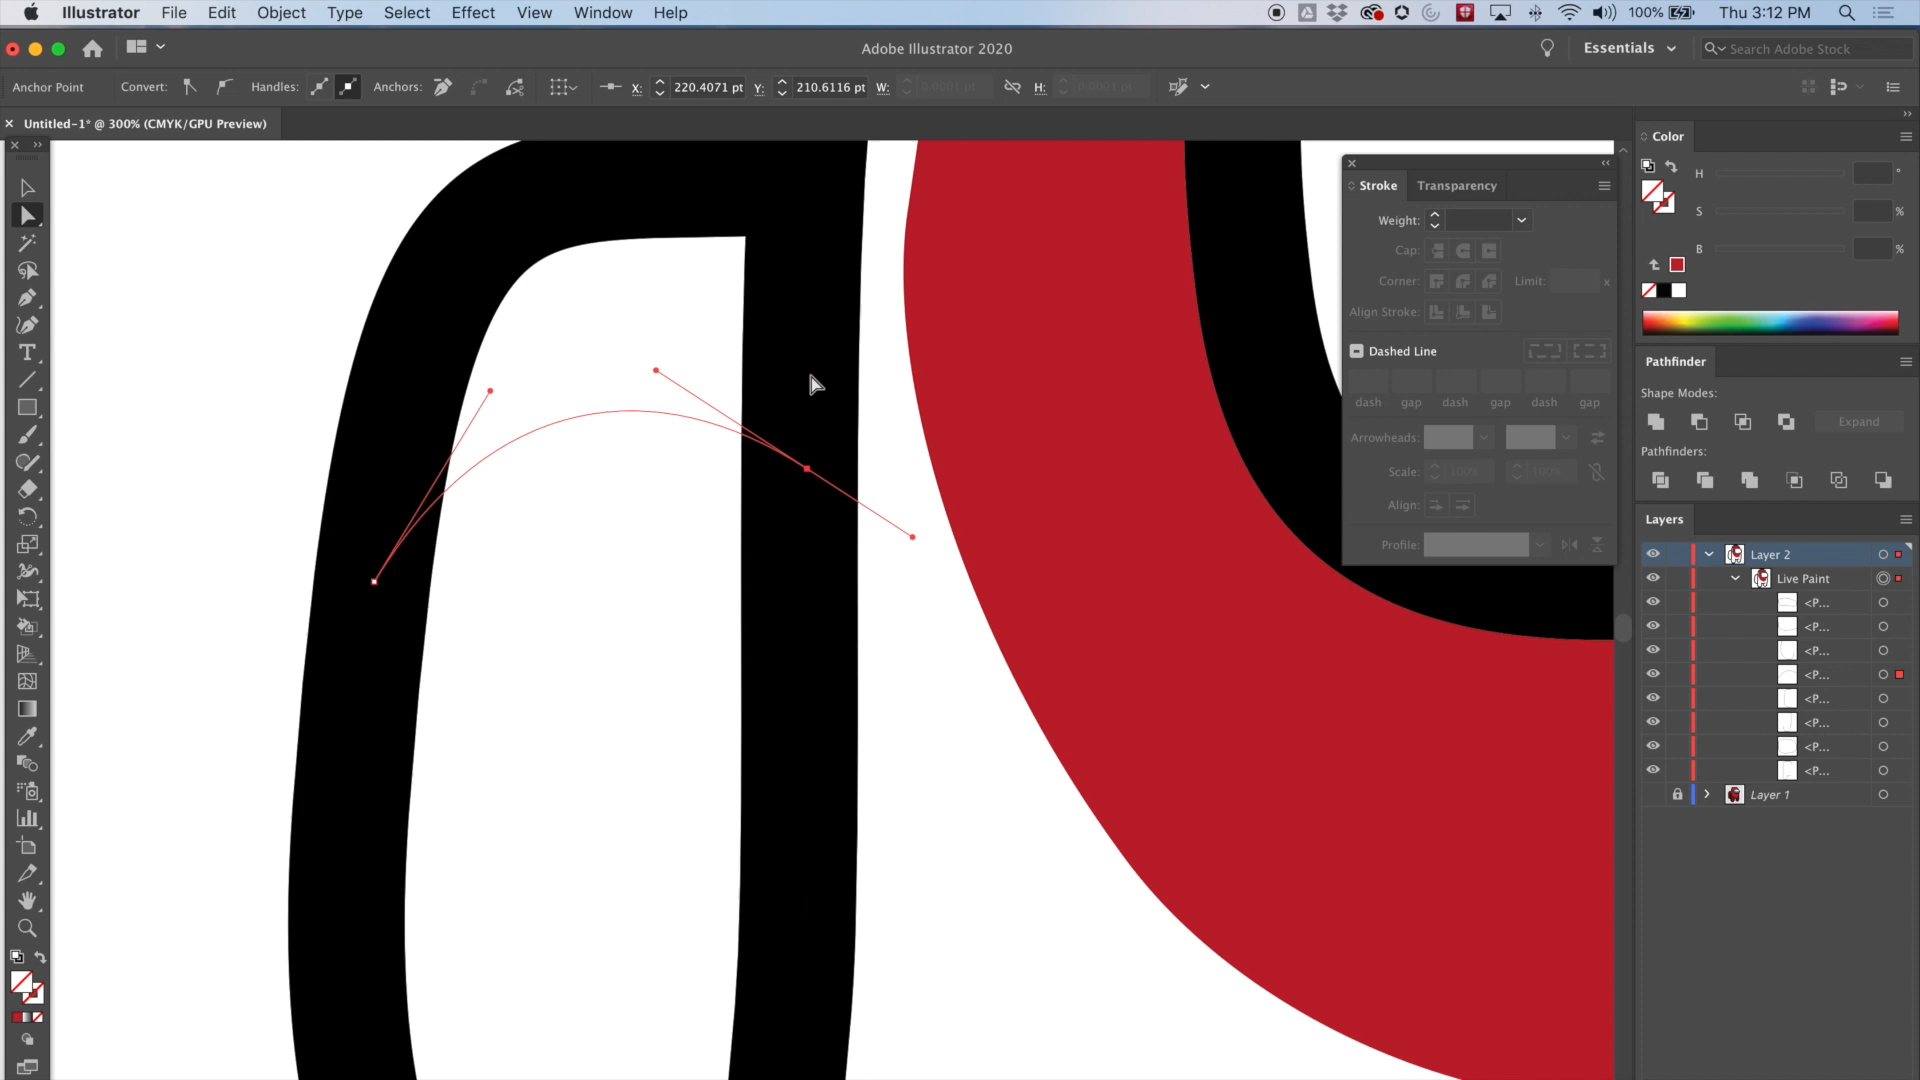 Illustrator File Edit Object Type Select Effect View Window Help 100% Thu 3:12 PM
Adobe Illustrator 2020 Essentials Search Adobe Stock
Anchor Point Convert: Handles: Anchors: X: 220.4071 pt Y: 210.6116 pt W: 0.0001 pt H: 0.0001 pt
Untitled-1* @ 300% (CMYK/GPU Preview)
Color
H °
S %
B %
Stroke Transparency
Weight:
Cap:
Corner: Limit: x
Align Stroke:
Dashed Line
dash gap dash gap dash gap
Arrowheads:
Scale: 100% 100%
Align:
Profile:
Pathfinder
Shape Modes:
Expand
Pathfinders:
Layers
Layer 2
Live Paint
<P...
<P...
<P...
<P...
<P...
<P...
<P...
<P...
Layer 1